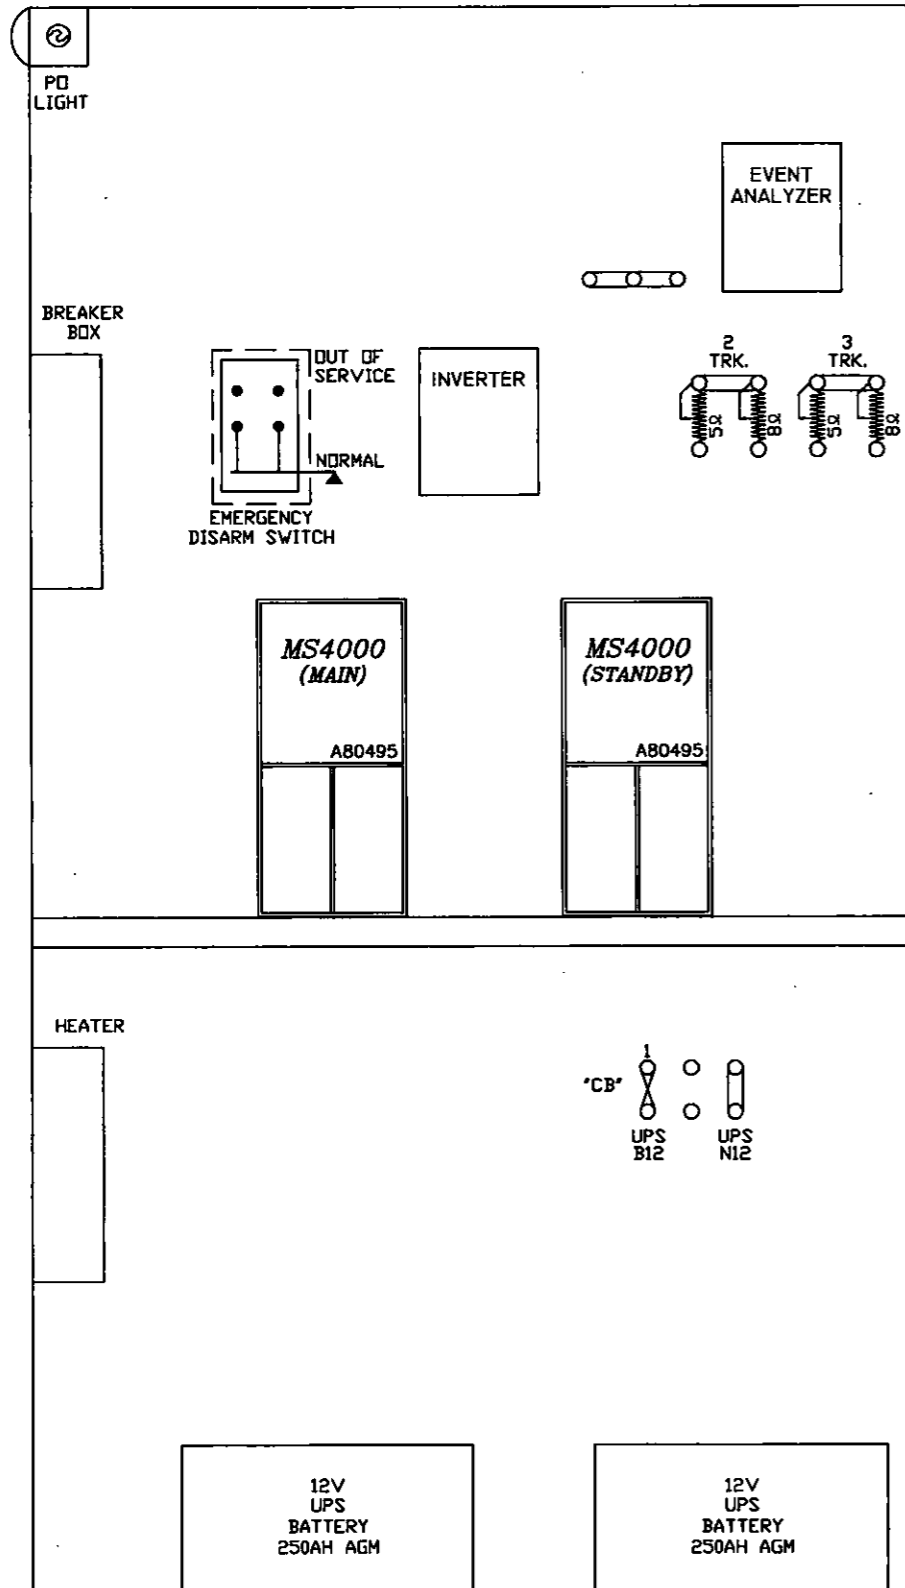 PO
LIGHT
EVENT
ANALYZER
BREAKER
BOX
OUT OF
SERVICE
NORMAL
EMERGENCY
DISARM SWITCH
INVERTER
2
TRK.
5Ω
8Ω
3
TRK.
5Ω
8Ω
MS4000
(MAIN)
A80495
MS4000
(STANDBY)
A80495
HEATER
"CB"
1
UPS
B12
UPS
N12
12V
UPS
BATTERY
250AH AGM
12V
UPS
BATTERY
250AH AGM